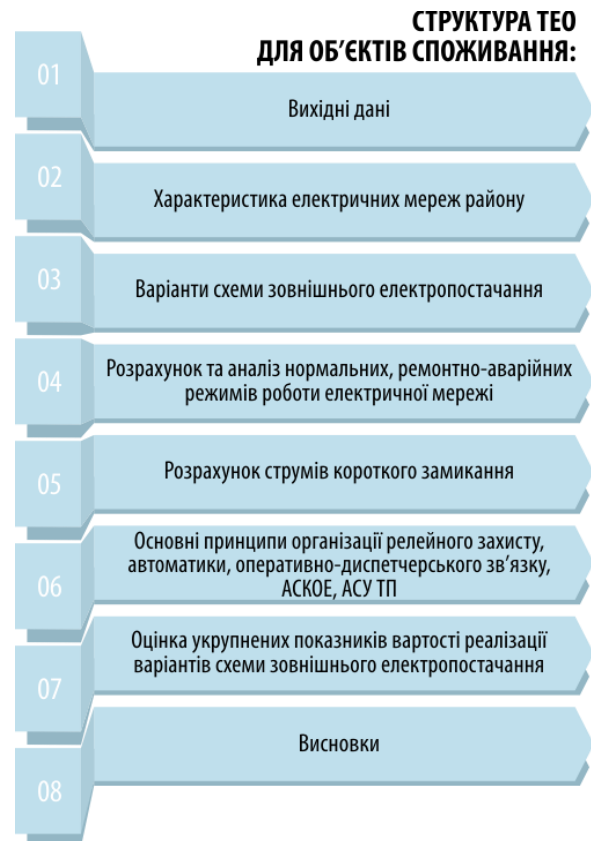 СТРУКТУРА ТЕО
ДЛЯ ОБ’ЄКТІВ СПОЖИВАННЯ:
01
Вихідні дані
02
Характеристика електричних мереж району
03
Варіанти схеми зовнішнього електропостачання
04
Розрахунок та аналіз нормальних, ремонтно-аварійних
режимів роботи електричної мережі
05
Розрахунок струмів короткого замикання
06
Основні принципи організації релейного захисту,
автоматики, оперативно-диспетчерського зв’язку,
АСКОЕ, АСУ ТП
07
Оцінка укрупнених показників вартості реалізації
варіантів схеми зовнішнього електропостачання
08
Висновки